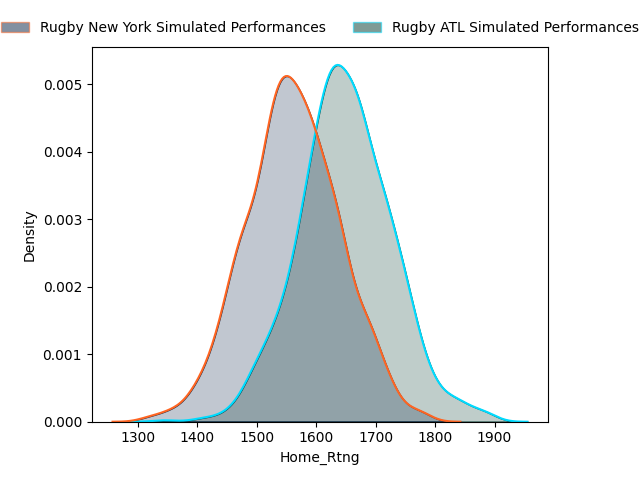 Rugby New York Simulated Performances Rugby ATL Simulated Performances
0.005
0.004
0.003
0.002
0.001
0.000
Density
1300 1400 1500 1600 1700 1800 1900
Home_Rtng